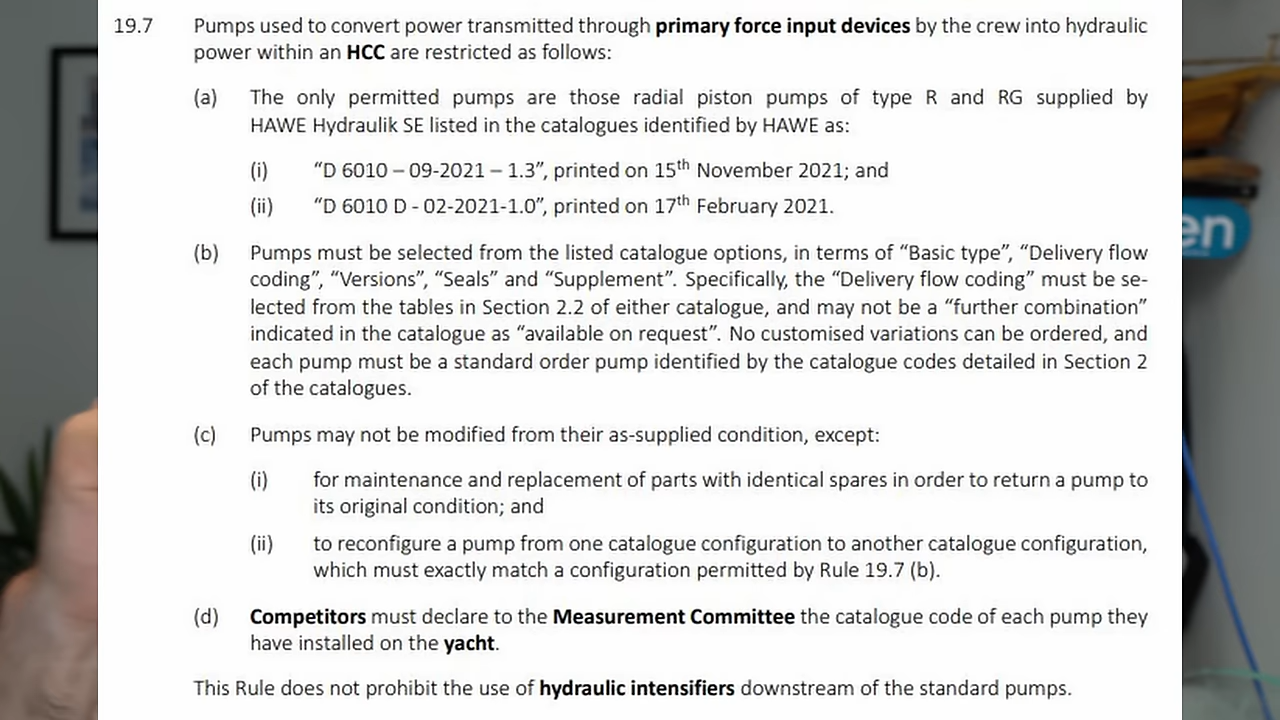 19.7 Pumps used to convert power transmitted through primary force input devices by the crew into hydraulic
power within an HCC are restricted as follows:
(a) The only permitted pumps are those radial piston pumps of type R and RG supplied by
HAWE Hydraulik SE listed in the catalogues identified by HAWE as:
(i) “D 6010 – 09-2021 – 1.3”, printed on 15th November 2021; and
(ii) “D 6010 D - 02-2021-1.0”, printed on 17th February 2021.
(b) Pumps must be selected from the listed catalogue options, in terms of “Basic type”, “Delivery flow
coding”, “Versions”, “Seals” and “Supplement”. Specifically, the “Delivery flow coding” must be se-
lected from the tables in Section 2.2 of either catalogue, and may not be a “further combination”
indicated in the catalogue as “available on request”. No customised variations can be ordered, and
each pump must be a standard order pump identified by the catalogue codes detailed in Section 2
of the catalogues.
(c) Pumps may not be modified from their as-supplied condition, except:
(i) for maintenance and replacement of parts with identical spares in order to return a pump to
its original condition; and
(ii) to reconfigure a pump from one catalogue configuration to another catalogue configuration,
which must exactly match a configuration permitted by Rule 19.7 (b).
(d) Competitors must declare to the Measurement Committee the catalogue code of each pump they
have installed on the yacht.
This Rule does not prohibit the use of hydraulic intensifiers downstream of the standard pumps.
en